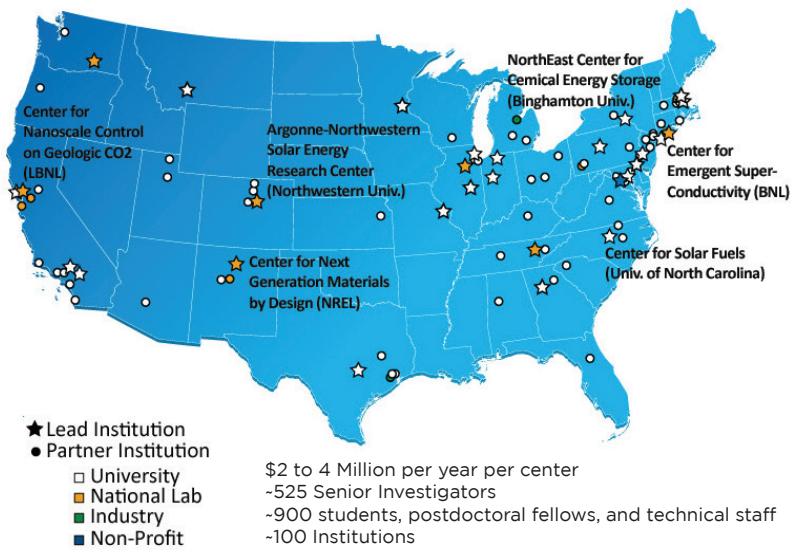 NorthEast Center for
Cemical Energy Storage
(Binghamton Univ.)
Center for
Nanoscale Control
on Geologic CO2
(LBNL)
Argonne-Northwestern
Solar Energy
Research Center
(Northwestern Univ.)
Center for
Emergent Super-
Conductivity (BNL)
Center for Solar Fuels
(Univ. of North Carolina)
Center for Next
Generation Materials
by Design (NREL)
Lead Institution
Partner Institution
University
National Lab
Industry
Non-Profit
$2 to 4 Million per year per center
~525 Senior Investigators
~900 students, postdoctoral fellows, and technical staff
~100 Institutions